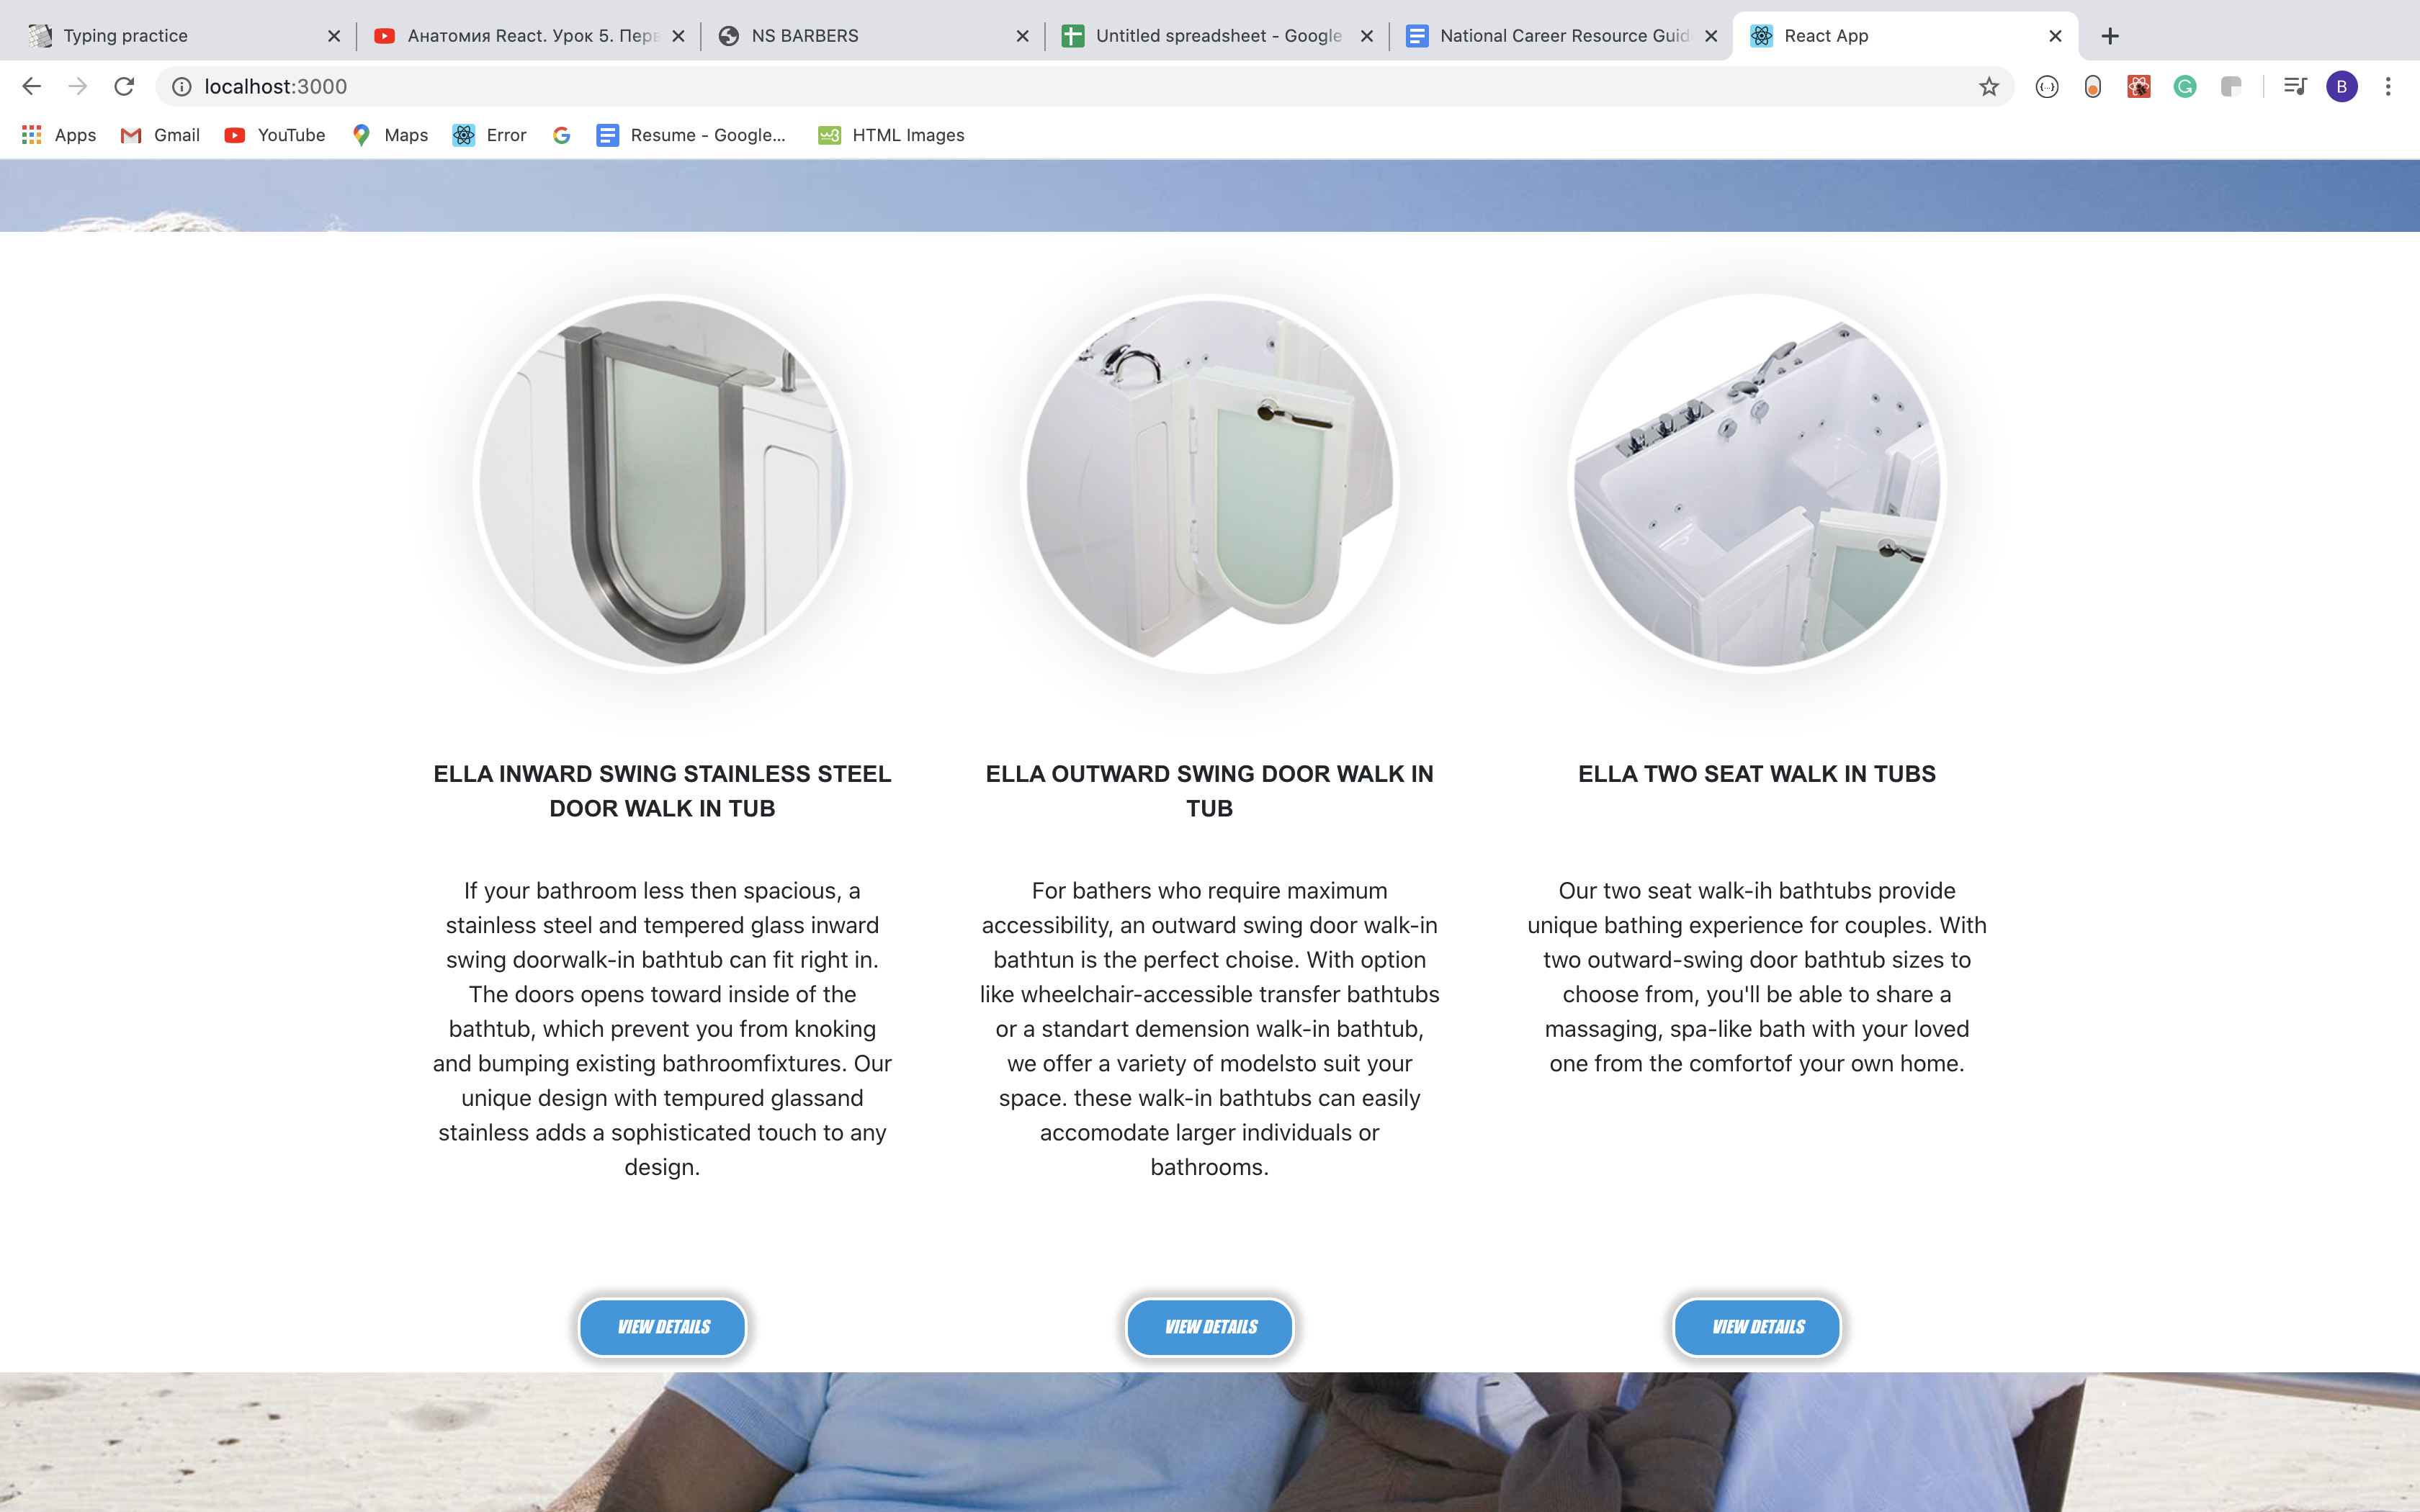 Typing practice
Анатомия React. Урок 5. Перв
NS BARBERS
Untitled spreadsheet - Google
National Career Resource Guid
React App
localhost:3000
B
Apps
Gmail
YouTube
Maps
Error
Resume - Google...
HTML Images
ELLA INWARD SWING STAINLESS STEEL
DOOR WALK IN TUB
If your bathroom less then spacious, a
stainless steel and tempered glass inward
swing doorwalk-in bathtub can fit right in.
The doors opens toward inside of the
bathtub, which prevent you from knoking
and bumping existing bathroomfixtures. Our
unique design with tempured glassand
stainless adds a sophisticated touch to any
design.
VIEW DETAILS
ELLA OUTWARD SWING DOOR WALK IN
TUB
For bathers who require maximum
accessibility, an outward swing door walk-in
bathtun is the perfect choise. With option
like wheelchair-accessible transfer bathtubs
or a standart demension walk-in bathtub,
we offer a variety of modelsto suit your
space. these walk-in bathtubs can easily
accomodate larger individuals or
bathrooms.
VIEW DETAILS
ELLA TWO SEAT WALK IN TUBS
Our two seat walk-ih bathtubs provide
unique bathing experience for couples. With
two outward-swing door bathtub sizes to
choose from, you'll be able to share a
massaging, spa-like bath with your loved
one from the comfortof your own home.
VIEW DETAILS